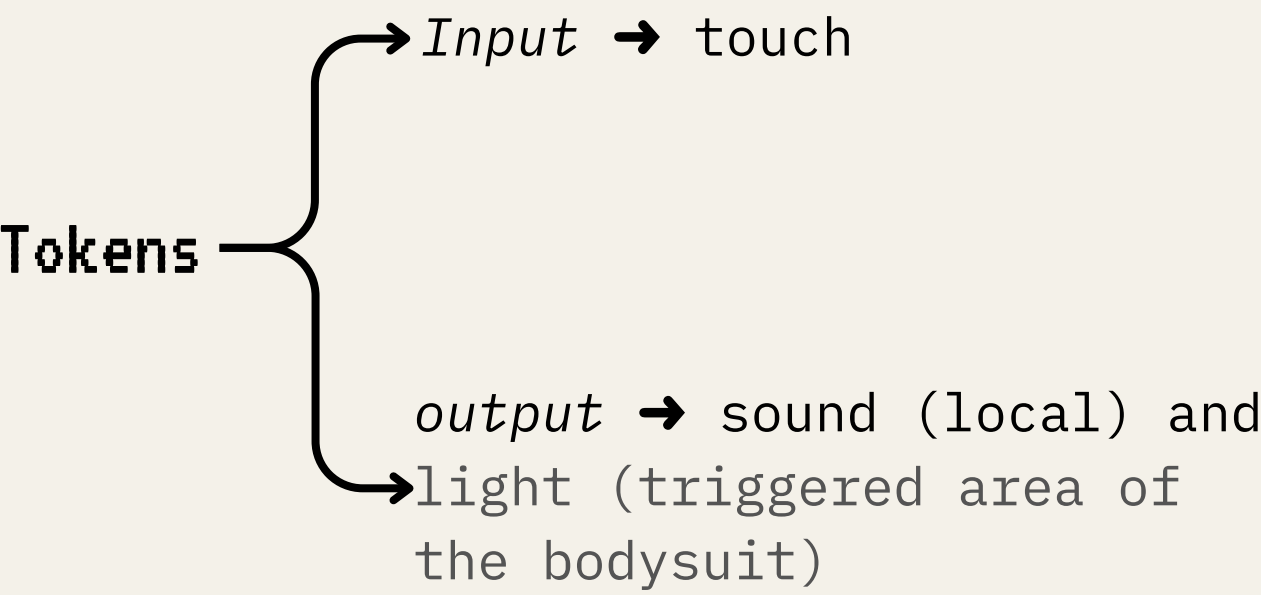 Input ➜ touch
Tokens
output ➜ sound (local) and
light (triggered area of
the bodysuit)